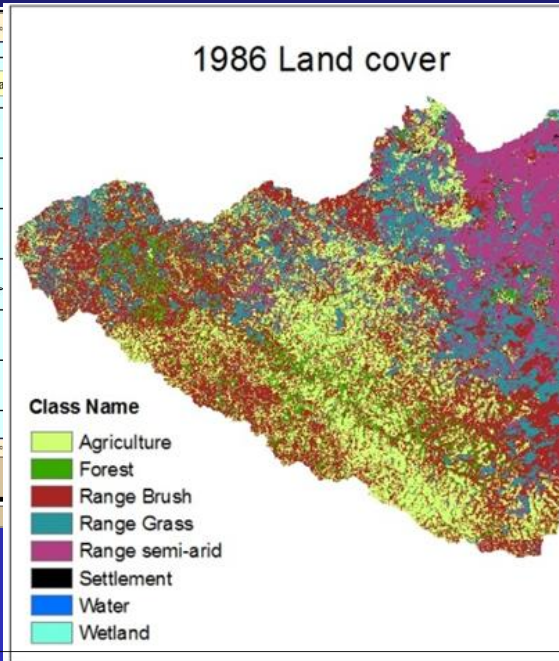 1986 Land cover
Class Name
Agriculture
Forest
Range Brush
Range Grass
Range semi-arid
Settlement
Water
Wetland